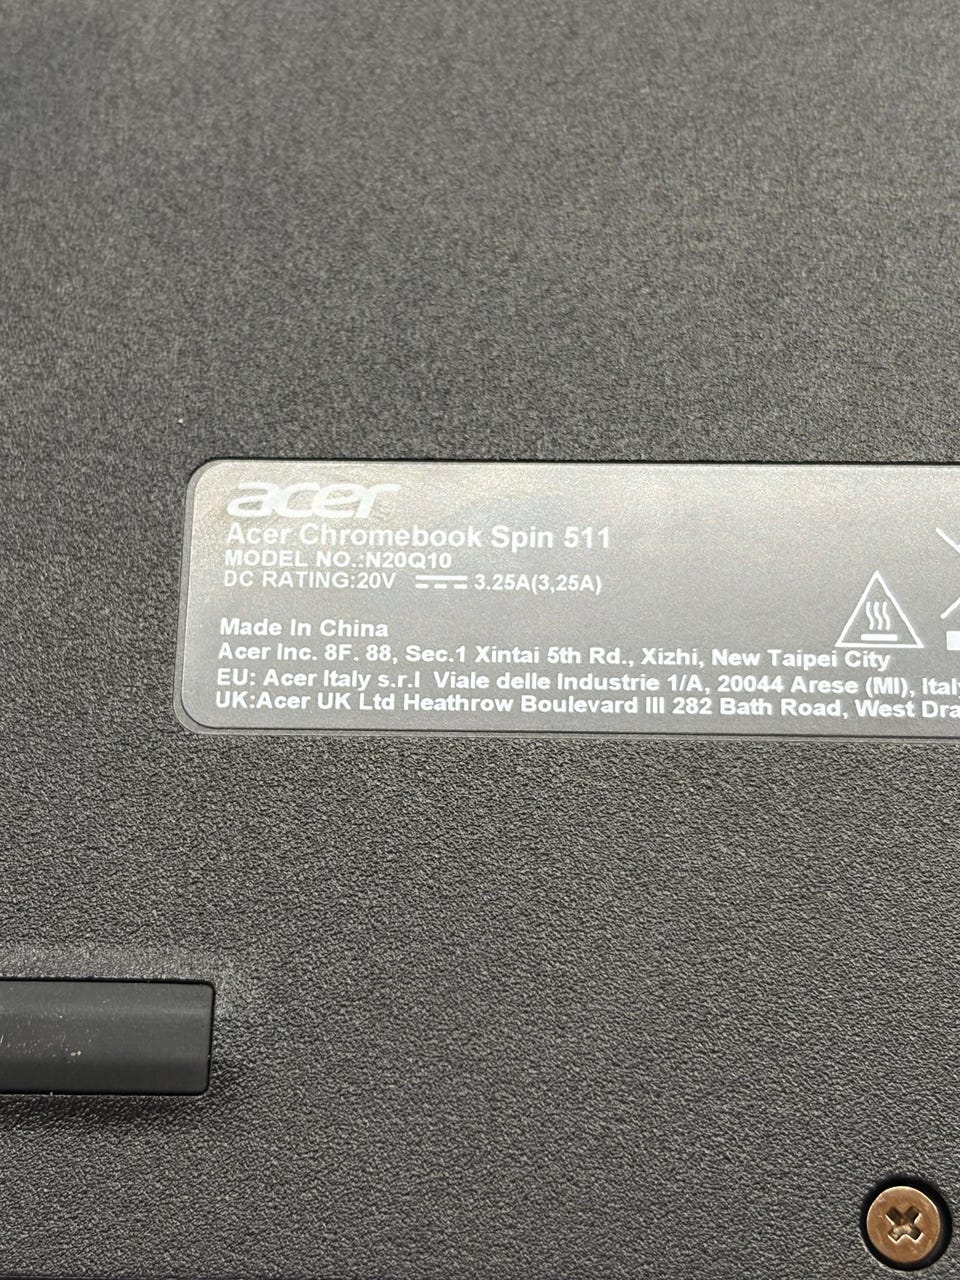 acer
Acer Chromebook Spin 511
MODEL NO.:N20Q10
DC RATING:20V ⎓ 3.25A(3,25A)
Made In China
Acer Inc. 8F. 88, Sec.1 Xintai 5th Rd., Xizhi, New Taipei City
EU: Acer Italy s.r.l Viale delle Industrie 1/A, 20044 Arese (MI), Italy
UK:Acer UK Ltd Heathrow Boulevard III 282 Bath Road, West Dra